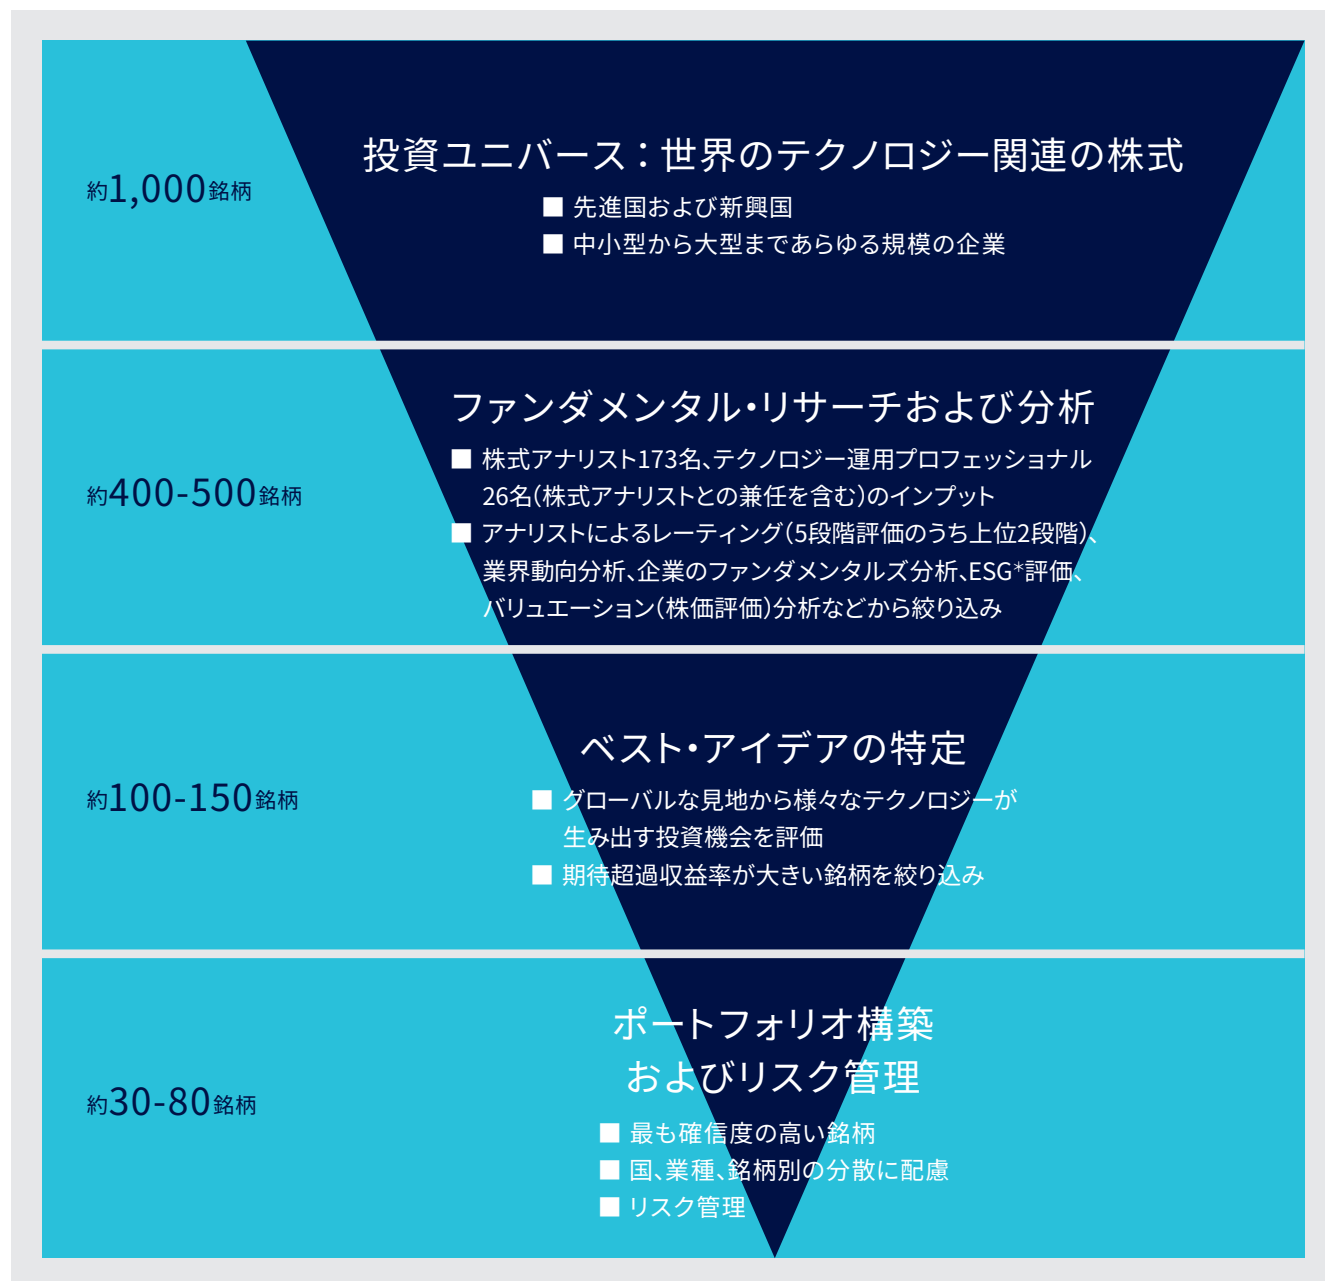 約1,000銘柄
投資ユニバース：世界のテクノロジー関連の株式
■ 先進国および新興国
■ 中小型から大型まであらゆる規模の企業
約400-500銘柄
ファンダメンタル・リサーチおよび分析
■ 株式アナリスト173名、テクノロジー運用プロフェッショナル
26名（株式アナリストとの兼任を含む）のインプット
■ アナリストによるレーティング（5段階評価のうち上位2段階）、
業界動向分析、企業のファンダメンタルズ分析、ESG*評価、
バリュエーション（株価評価）分析などから絞り込み
約100-150銘柄
ベスト・アイデアの特定
■ グローバルな見地から様々なテクノロジーが
生み出す投資機会を評価
■ 期待超過収益率が大きい銘柄を絞り込み
約30-80銘柄
ポートフォリオ構築
およびリスク管理
■ 最も確信度の高い銘柄
■ 国、業種、銘柄別の分散に配慮
■ リスク管理